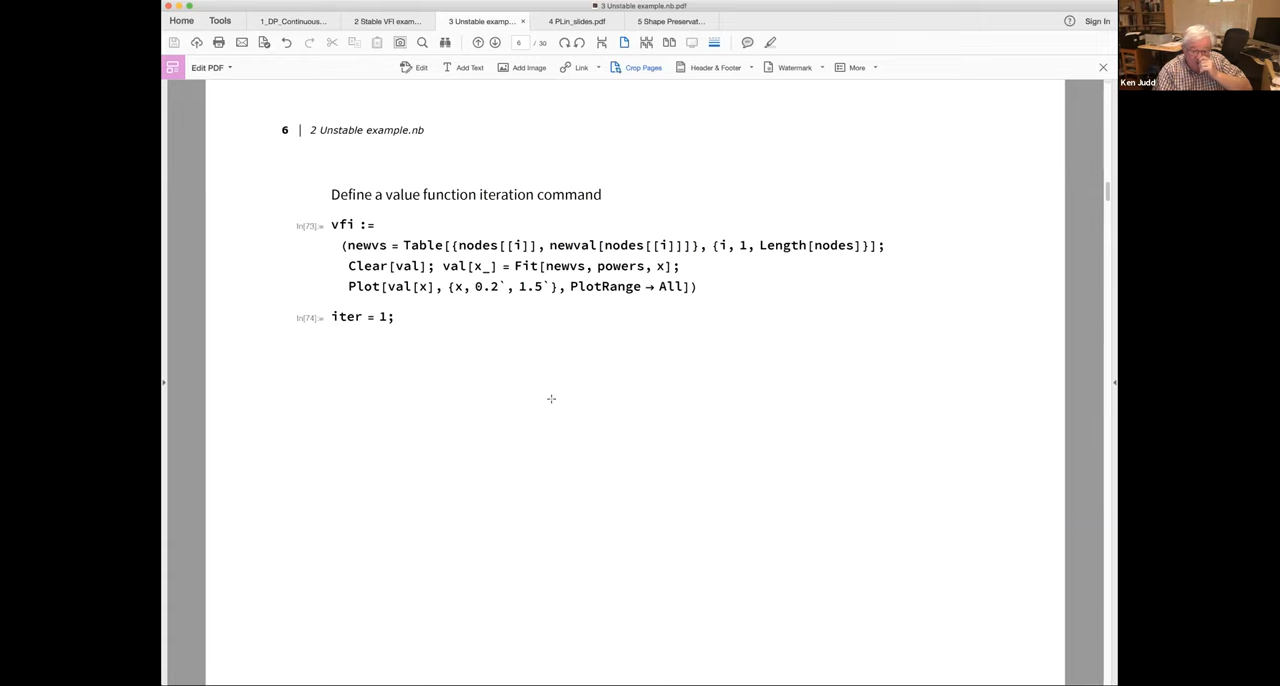 3 Unstable example.nb.pdf
Home Tools 1_DP_Continuous... 2 Stable VFI exam... 3 Unstable examp... × 4 PLin_slides.pdf 5 Shape Preservat... Sign In
6 / 30
Edit PDF Edit Add Text Add Image Link Crop Pages Header & Footer Watermark More
Ken Judd
6 | 2 Unstable example.nb
Define a value function iteration command
In[73]:= vfi :=
(newvs = Table[{nodes[[i]], newval[nodes[[i]]]}, {i, 1, Length[nodes]}];
Clear[val]; val[x_] = Fit[newvs, powers, x];
Plot[val[x], {x, 0.2`, 1.5`}, PlotRange → All])
In[74]:= iter = 1;